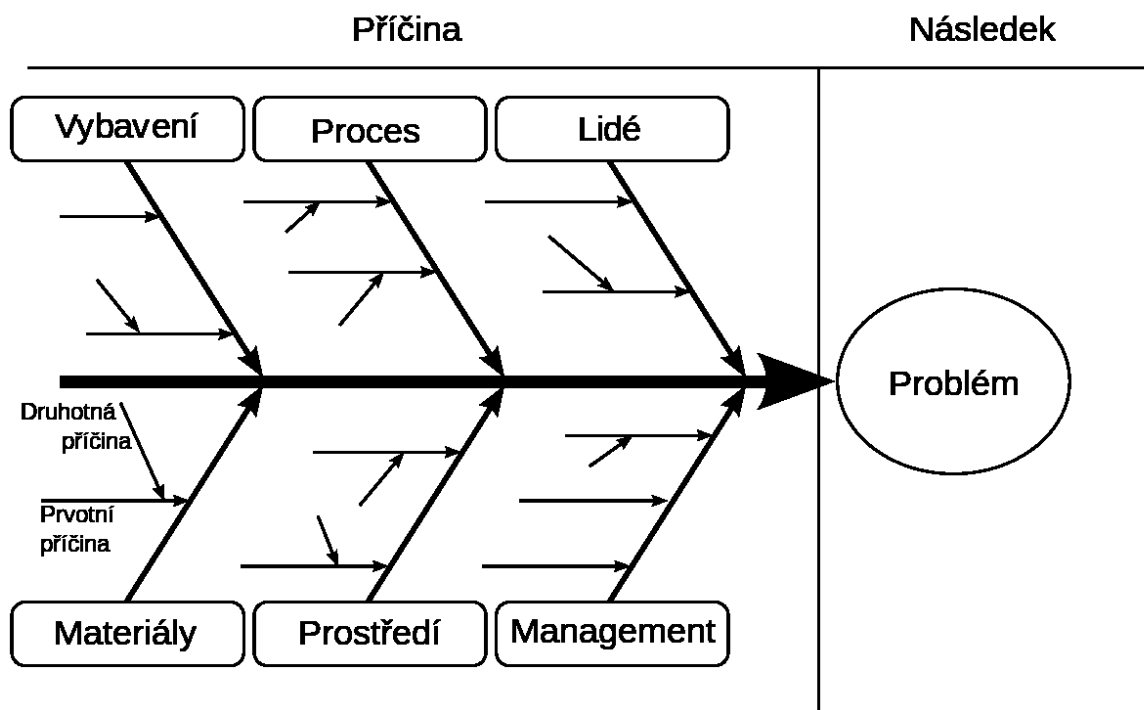 Příčina
Následek
Vybavení
Proces
Lidé
Problém
Druhotná
příčina
Prvotní
příčina
Materiály
Prostředí
Management